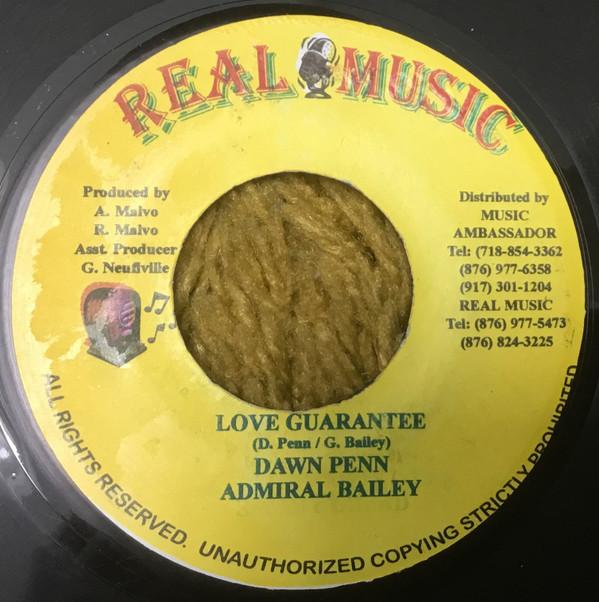 REAL MUSIC
Produced by
A. Malvo
R. Malvo
Asst. Producer
G. Neufiville
Distributed by
MUSIC
AMBASSADOR
Tel: (718-854-3362
(876) 977-6358
(917) 301-1204
REAL MUSIC
Tel: (876) 977-5473
(876) 824-3225
LOVE GUARANTEE
(D. Penn / G. Bailey)
DAWN PENN
ADMIRAL BAILEY
ALL RIGHTS RESERVED. UNAUTHORIZED COPYING STRICTLY PROHIBITED